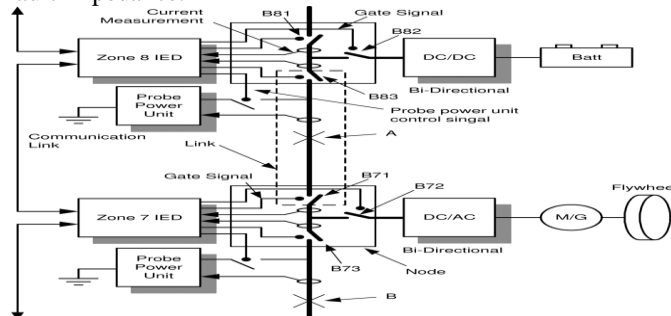 Current
Measurement
B81
Gate Signal
B82
Zone 8 IED
DC/DC
Batt
Bi-Directional
B83
Probe
Power
Unit
Probe power unit
control singal
A
Communication
Link
Link
Gate Signal
B71
B72
Flywheel
Zone 7 IED
DC/AC
M/G
Bi-Directional
Probe
Power
Unit
B73
Node
B